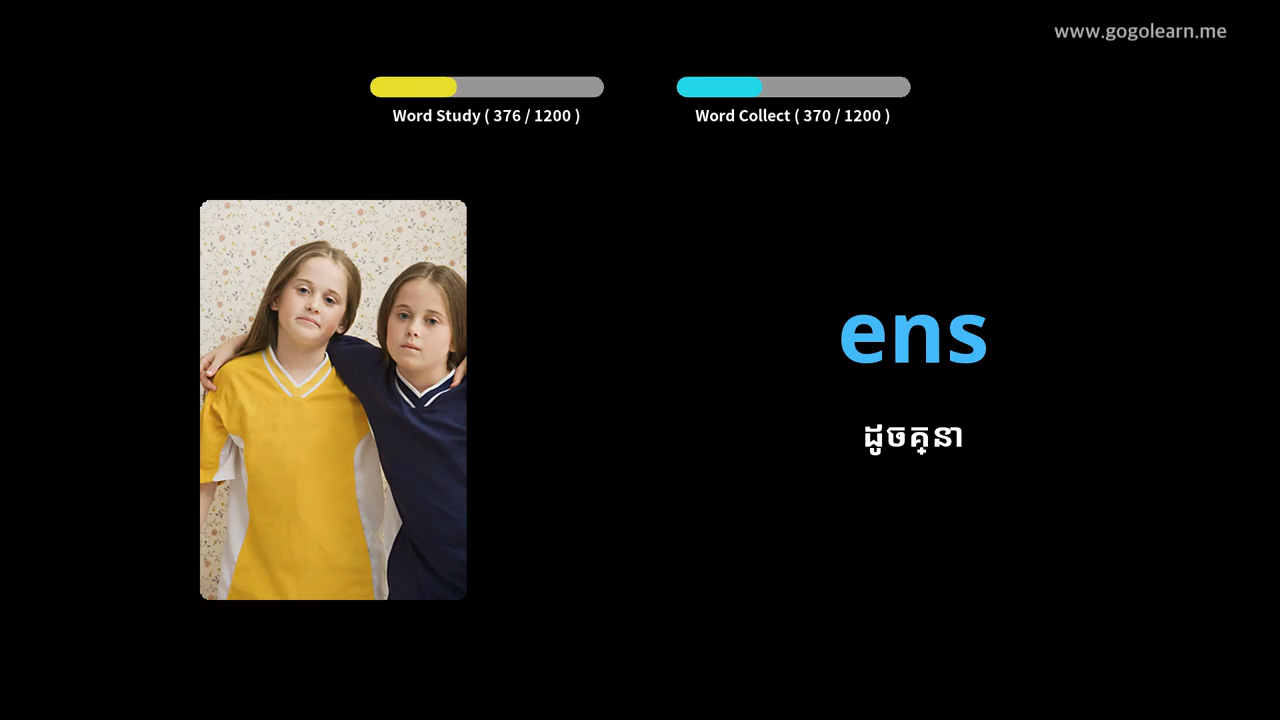 www.gogolearn.me
Word Study ( 376 / 1200 )
Word Collect ( 370 / 1200 )
ens
ដូចគ្នា